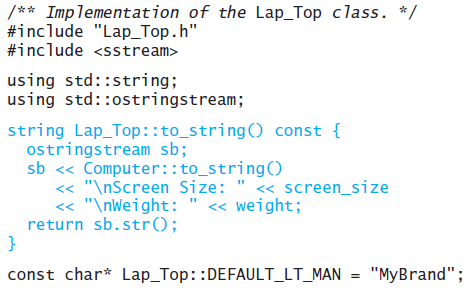 /** Implementation of the Lap_Top class. */
#include "Lap_Top.h"
#include <sstream>
using std::string;
using std::ostringstream;
string Lap_Top::to_string() const {
  ostringstream sb;
  sb << Computer::to_string()
     << "\nScreen Size: " << screen_size
     << "\nWeight: " << weight;
  return sb.str();
}
const char* Lap_Top::DEFAULT_LT_MAN = "MyBrand";